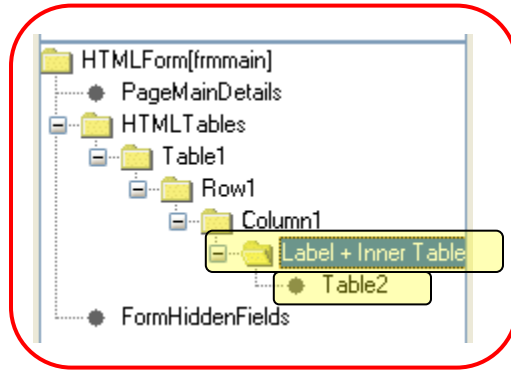 HTMLForm[frmmain]
PageMainDetails
HTMLTables
Table1
Row1
Column1
Label + Inner Table
Table2
FormHiddenFields